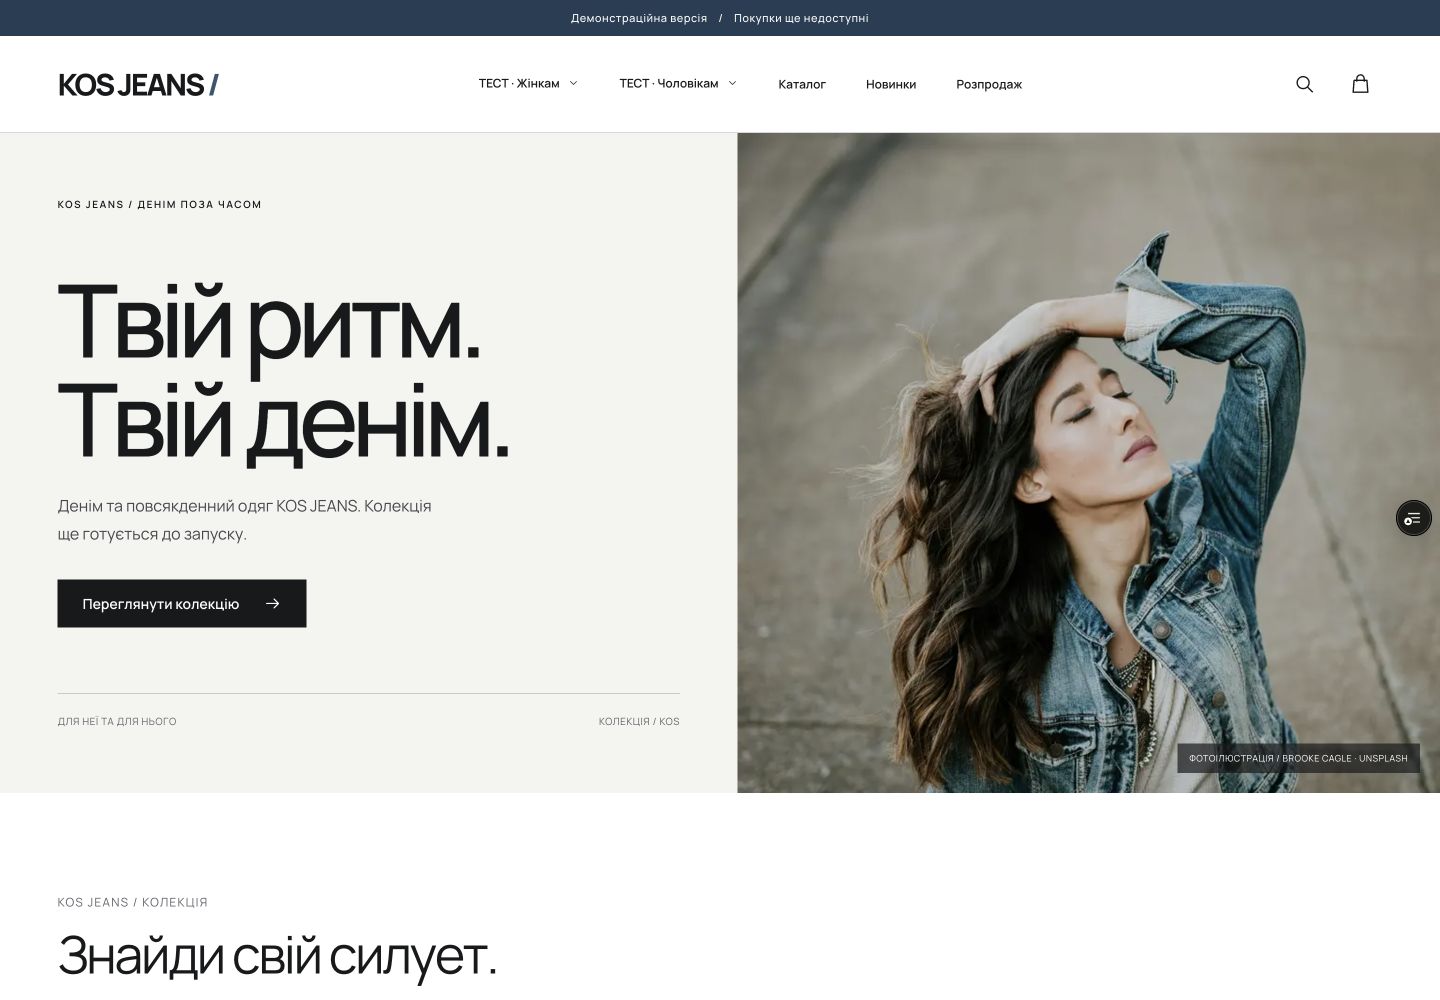 Демонстраційна версія / Покупки ще недоступні
KOS JEANS /
ТЕСТ · Жінкам
ТЕСТ · Чоловікам
Каталог
Новинки
Розпродаж
KOS JEANS / ДЕНІМ ПОЗА ЧАСОМ
Твій ритм.
Твій денім.
Денім та повсякденний одяг KOS JEANS. Колекція
ще готується до запуску.
Переглянути колекцію
ДЛЯ НЕЇ ТА ДЛЯ НЬОГО
КОЛЕКЦІЯ / KOS
ФОТОІЛЮСТРАЦІЯ / BROOKE CAGLE · UNSPLASH
KOS JEANS / КОЛЕКЦІЯ
Знайди свій силует.